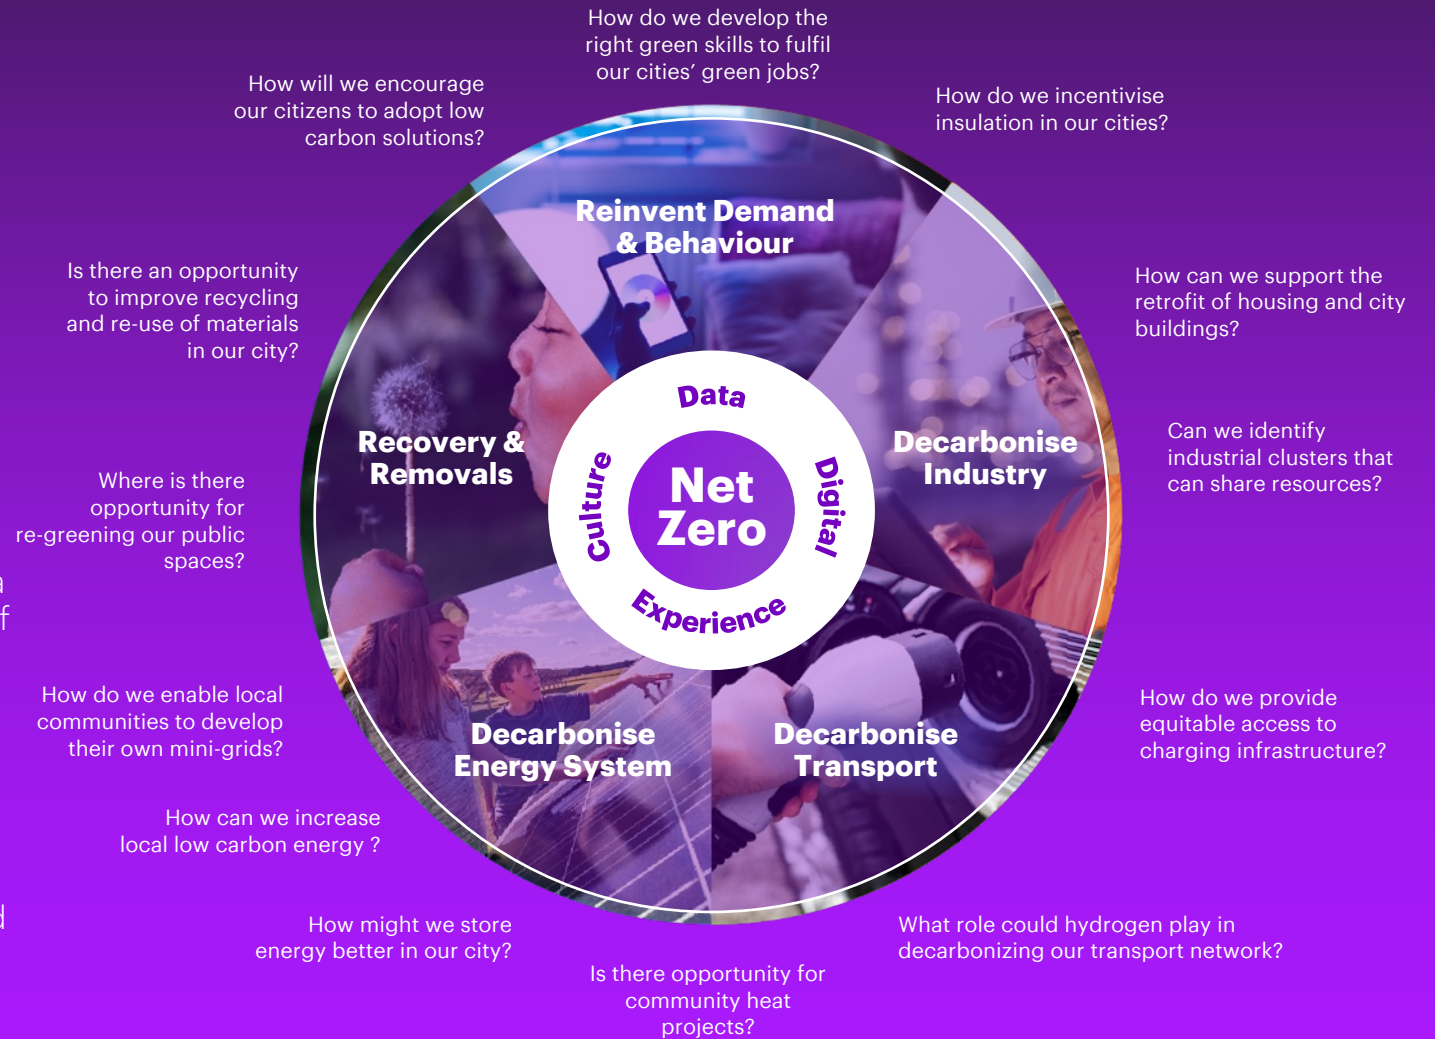 How do we develop the
right green skills to fulfil
our cities’ green jobs?
How will we encourage
our citizens to adopt low
carbon solutions?
How do we incentivise
insulation in our cities?
Reinvent Demand
& Behaviour
Is there an opportunity
to improve recycling
and re-use of materials
in our city?
How can we support the
retrofit of housing and city
buildings?
Data
Digital
Experience
Culture
Net
Zero
Recovery &
Removals
Decarbonise
Industry
Can we identify
industrial clusters that
can share resources?
Where is there
opportunity for
re-greening our public
spaces?
a
f
How do we enable local
communities to develop
their own mini-grids?
Decarbonise
Energy System
Decarbonise
Transport
How do we provide
equitable access to
charging infrastructure?
How can we increase
local low carbon energy ?
d
How might we store
energy better in our city?
What role could hydrogen play in
decarbonizing our transport network?
Is there opportunity for
community heat
projects?